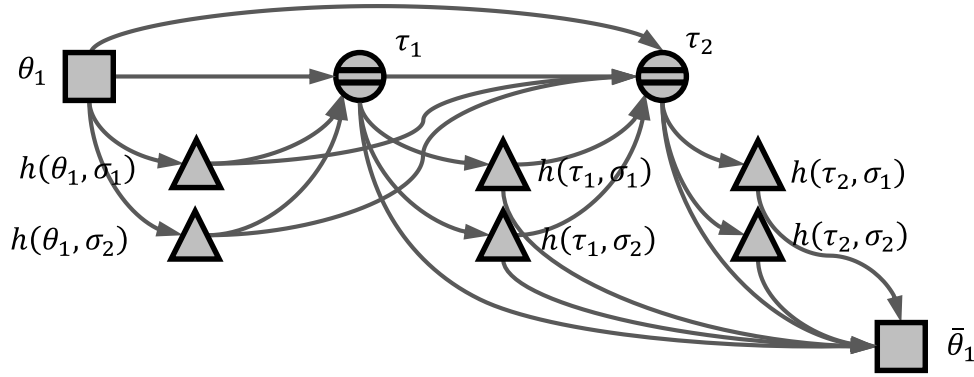 θ₁
τ₁
τ₂
h(θ₁, σ₁)
h(τ₁, σ₁)
h(τ₂, σ₁)
h(θ₁, σ₂)
h(τ₁, σ₂)
h(τ₂, σ₂)
θ̄₁